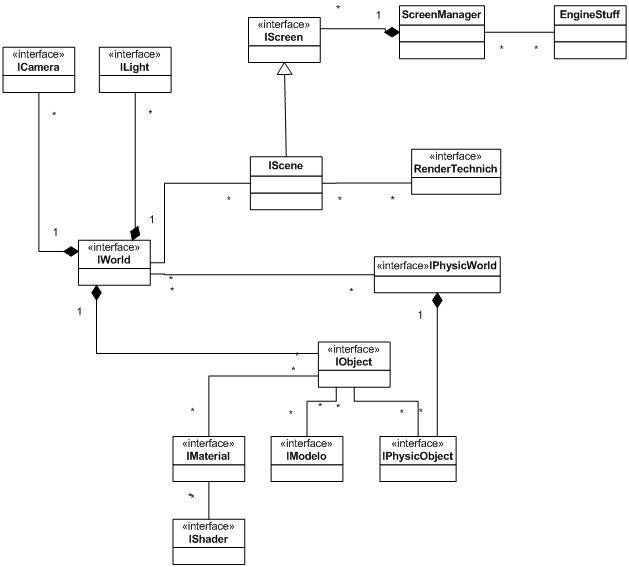 *
1
ScreenManager
EngineStuff
«interface»
IScreen
*
*
«interface»
ICamera
«interface»
ILight
*
*
IScene
«interface»
RenderTechnich
*
*
*
1
1
«interface»
IWorld
«interface»IPhysicWorld
*
*
*
1
1
«interface»
IObject
*
*
*
*
*
*
*
*
«interface»
IMaterial
«interface»
IModelo
«interface»
IPhysicObject
**
«interface»
IShader